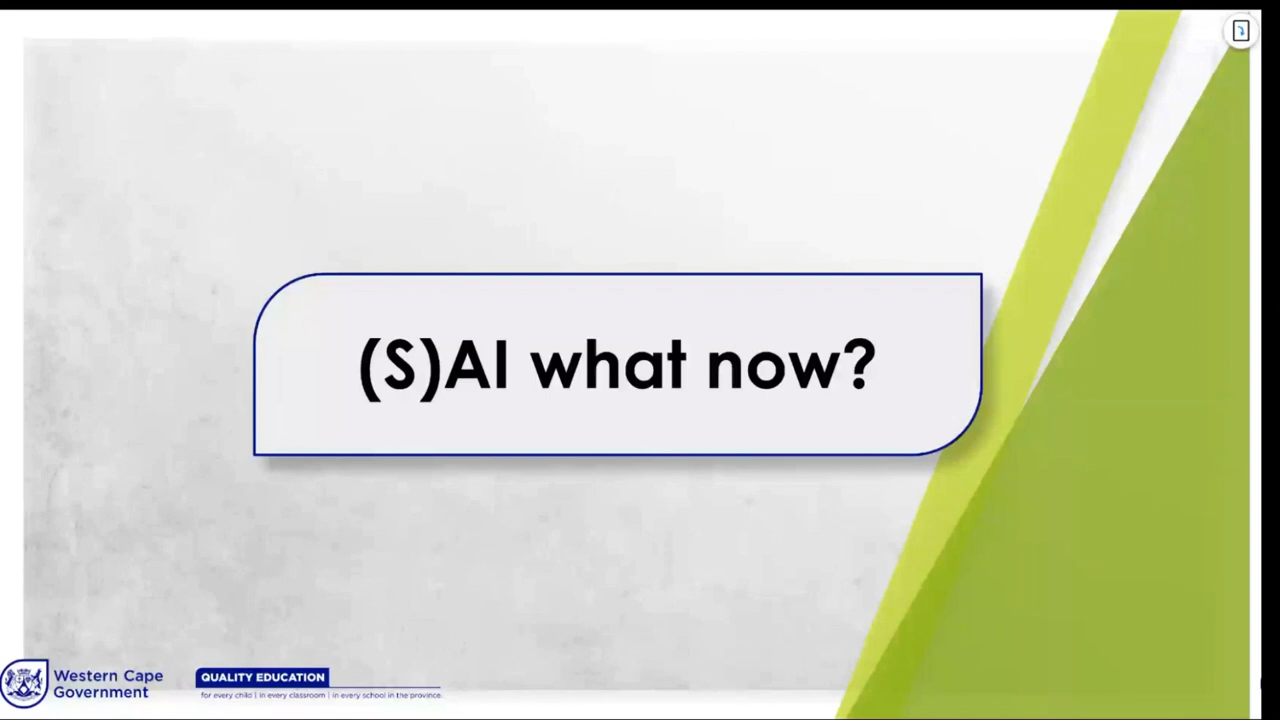 (S)AI what now?
Western Cape
Government
QUALITY EDUCATION
for every child | in every classroom | in every school in the province.